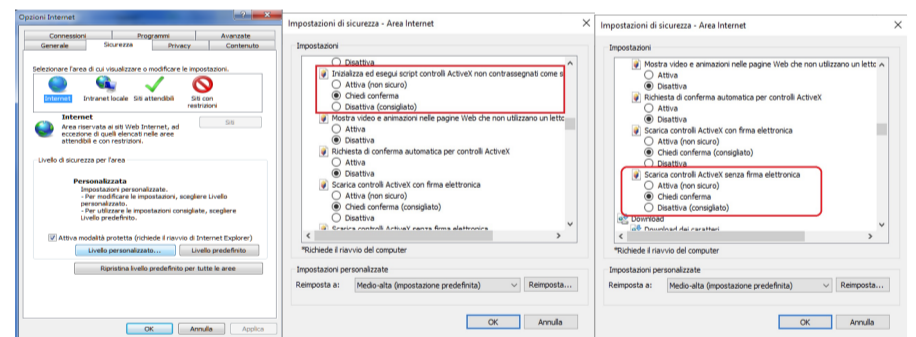 Opzioni Internet
Connessioni Programmi Avanzate
Generale Sicurezza Privacy Contenuto
Selezionare l'area di cui visualizzare o modificare le impostazioni.
Internet Intranet locale Siti attendibili Siti con
restrizioni
Internet
Siti
Area riservata ai siti Web Internet, ad
eccezione di quelli elencati nelle aree
attendibili e con restrizioni.
Livello di sicurezza per l'area
Personalizzata
Impostazioni personalizzate.
- Per modificare le impostazioni, scegliere Livello
personalizzato.
- Per utilizzare le impostazioni consigliate, scegliere
Livello predefinito.
Attiva modalità protetta (richiede il riavvio di Internet Explorer)
Livello personalizzato... Livello predefinito
Ripristina livello predefinito per tutte le aree
OK Annulla Applica
Impostazioni di sicurezza - Area Internet
Impostazioni
Disattiva
Inizializza ed esegui script controlli ActiveX non contrassegnati come s
Attiva (non sicuro)
Chiedi conferma
Disattiva (consigliato)
Mostra video e animazioni nelle pagine Web che non utilizzano un letto
Attiva
Disattiva
Richiesta di conferma automatica per controlli ActiveX
Attiva
Disattiva
Scarica controlli ActiveX con firma elettronica
Attiva (non sicuro)
Chiedi conferma (consigliato)
Disattiva
Scarica controlli ActiveX senza firma elettronica
*Richiede il riavvio del computer
Impostazioni personalizzate
Reimposta a: Medio-alta (impostazione predefinita) Reimposta...
OK Annulla
Impostazioni di sicurezza - Area Internet
Impostazioni
Mostra video e animazioni nelle pagine Web che non utilizzano un letto
Attiva
Disattiva
Richiesta di conferma automatica per controlli ActiveX
Attiva
Disattiva
Scarica controlli ActiveX con firma elettronica
Attiva (non sicuro)
Chiedi conferma (consigliato)
Disattiva
Scarica controlli ActiveX senza firma elettronica
Attiva (non sicuro)
Chiedi conferma
Disattiva (consigliato)
Download
Download dei caratteri
*Richiede il riavvio del computer
Impostazioni personalizzate
Reimposta a: Medio-alta (impostazione predefinita) Reimposta...
OK Annulla